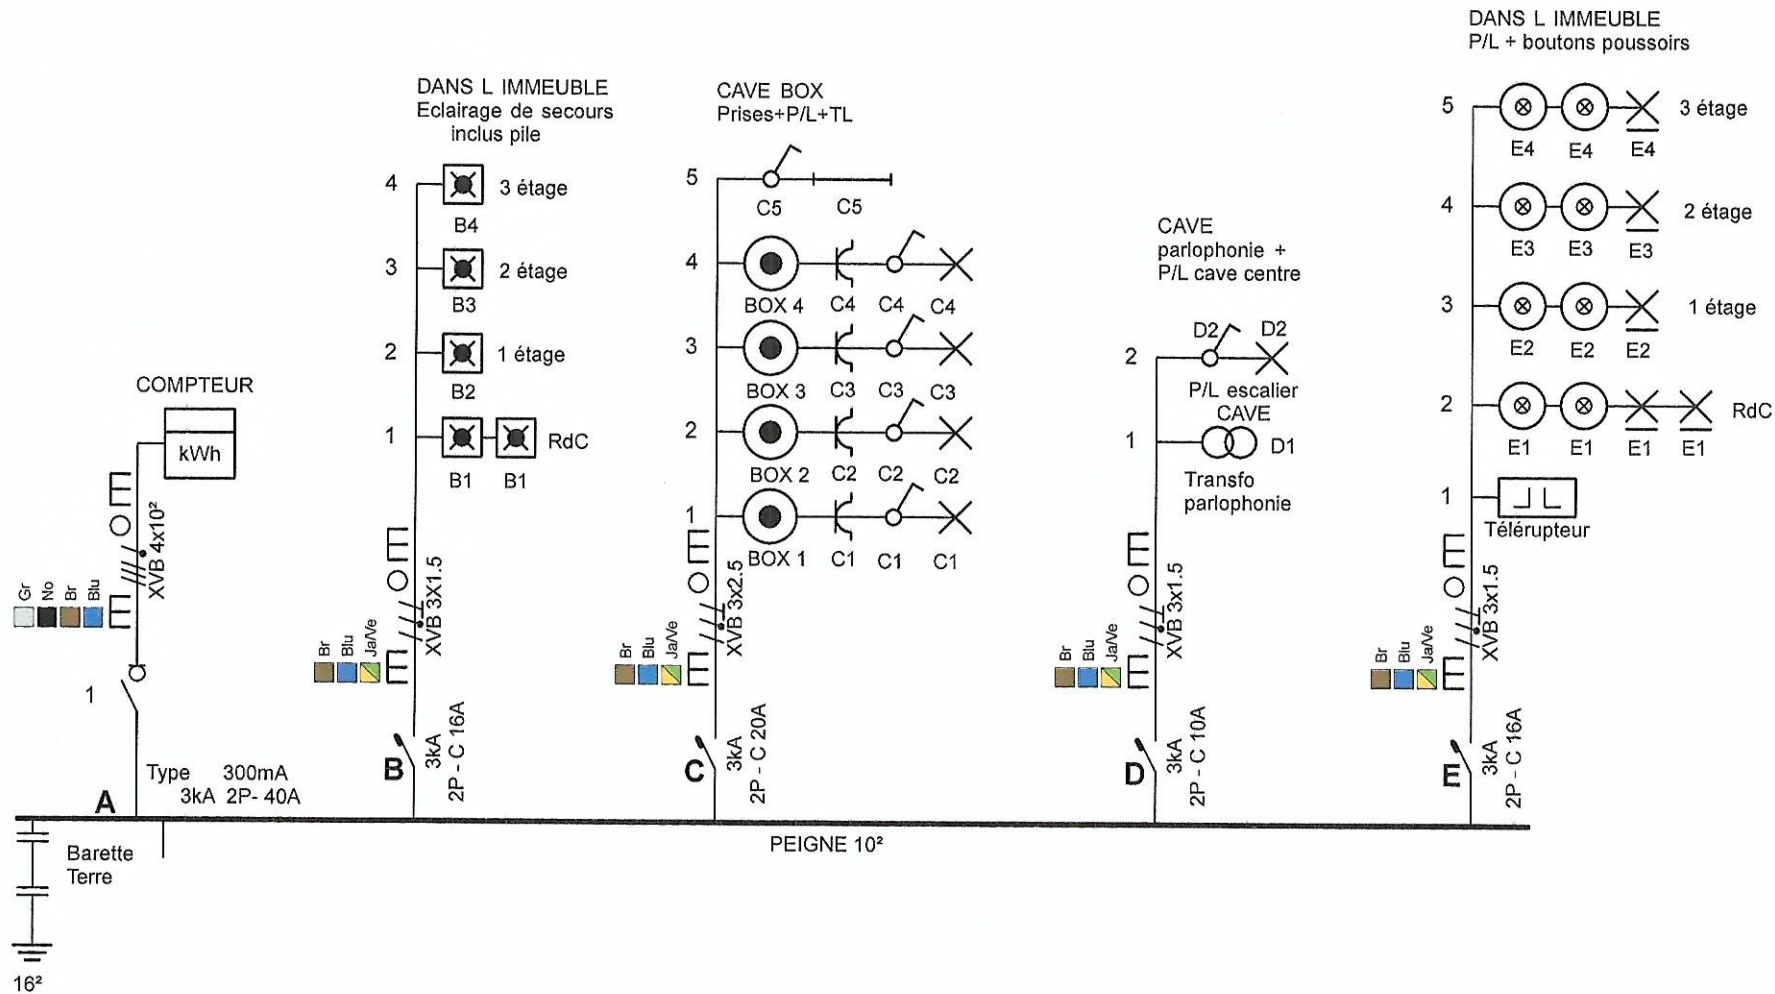 COMPTEUR
kWh
XVB 4x10²
Gr
No
Br
Blu
1
Type 300mA
3kA 2P- 40A
A
Barette
Terre
16²
DANS L IMMEUBLE
Eclairage de secours
inclus pile
4
3 étage
B4
3
2 étage
B3
2
1 étage
B2
1
RdC
B1 B1
XVB 3X1.5
Br
Blu
Ja/Ve
B
3kA
2P - C 16A
CAVE BOX
Prises+P/L+TL
5
C5 C5
4
BOX 4 C4 C4 C4
3
BOX 3 C3 C3 C3
2
BOX 2 C2 C2 C2
1
BOX 1 C1 C1 C1
XVB 3x2.5
Br
Blu
Ja/Ve
C
3kA
2P - C 20A
PEIGNE 10²
CAVE
parlophonie +
P/L cave centre
D2 D2
2
P/L escalier
CAVE
1
D1
Transfo
parlophonie
XVB 3x1.5
Br
Blu
Ja/Ve
D
3kA
2P - C 10A
DANS L IMMEUBLE
P/L + boutons poussoirs
5
3 étage
E4 E4 E4
4
2 étage
E3 E3 E3
3
1 étage
E2 E2 E2
2
RdC
E1 E1 E1 E1
1
Télérupteur
XVB 3x1.5
Br
Blu
Ja/Ve
E
3kA
2P - C 16A